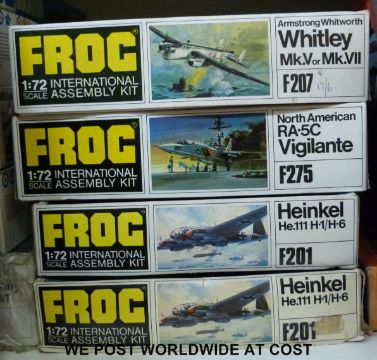 FROG
1:72 INTERNATIONAL
SCALE ASSEMBLY KIT
Armstrong Whitworth
Whitley
Mk.V or Mk.VII
F207
17/6
FROG
1:72 INTERNATIONAL
SCALE ASSEMBLY KIT
North American
RA-5C
Vigilante
F275
FROG
1:72 INTERNATIONAL
SCALE ASSEMBLY KIT
Heinkel
He.111 H-1/H-6
F201
FROG
1:72 INTERNATIONAL
SCALE ASSEMBLY KIT
Heinkel
He.111 H-1/H-6
F201
WE POST WORLDWIDE AT COST